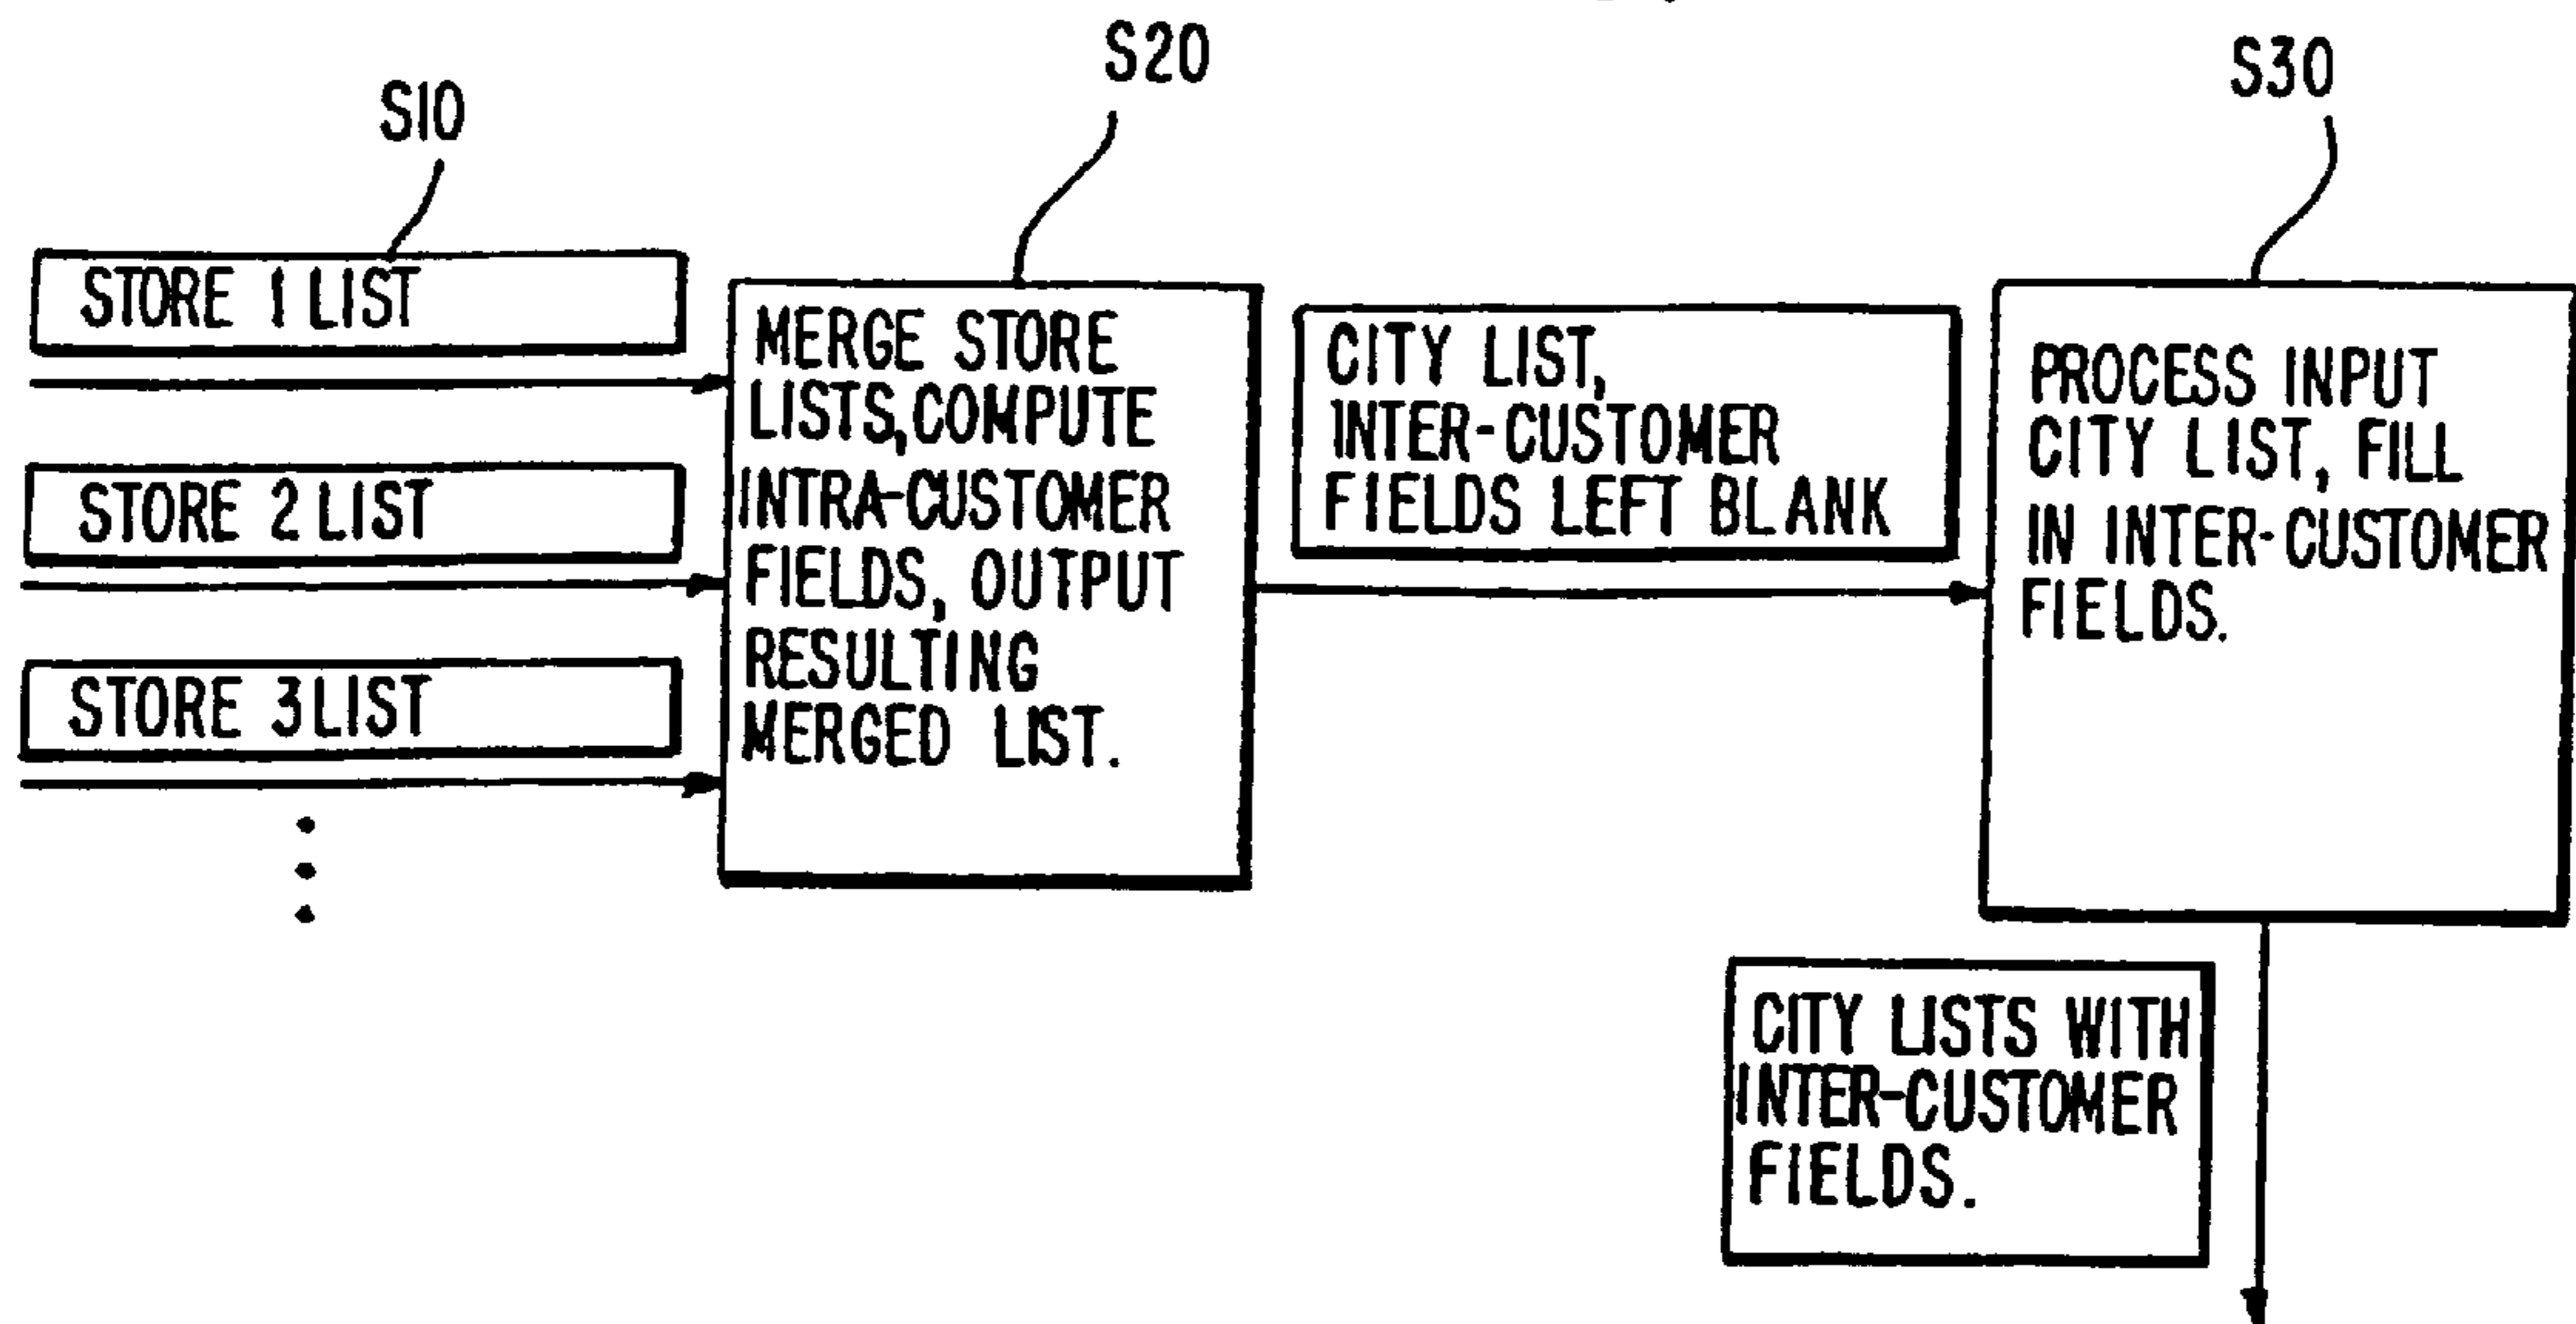 S10
S20
S30
STORE 1 LIST
STORE 2 LIST
STORE 3 LIST
MERGE STORE
LISTS, COMPUTE
INTRA-CUSTOMER
FIELDS, OUTPUT
RESULTING
MERGED LIST.
CITY LIST,
INTER-CUSTOMER
FIELDS LEFT BLANK
PROCESS INPUT
CITY LIST, FILL
IN INTER-CUSTOMER
FIELDS.
CITY LISTS WITH
INTER-CUSTOMER
FIELDS.